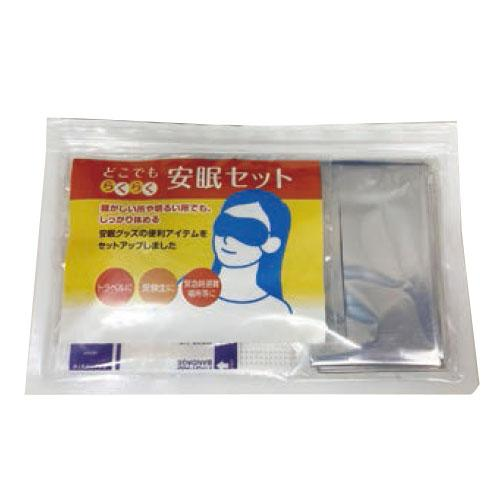 どこでも
らくらく 安眠セット
騒がしい所や明るい所でも、
しっかり休める
安眠グッズの便利アイテムを
セットアップしました
トラベルに
受験生に
緊急時避難
場所等に
BANDAGE